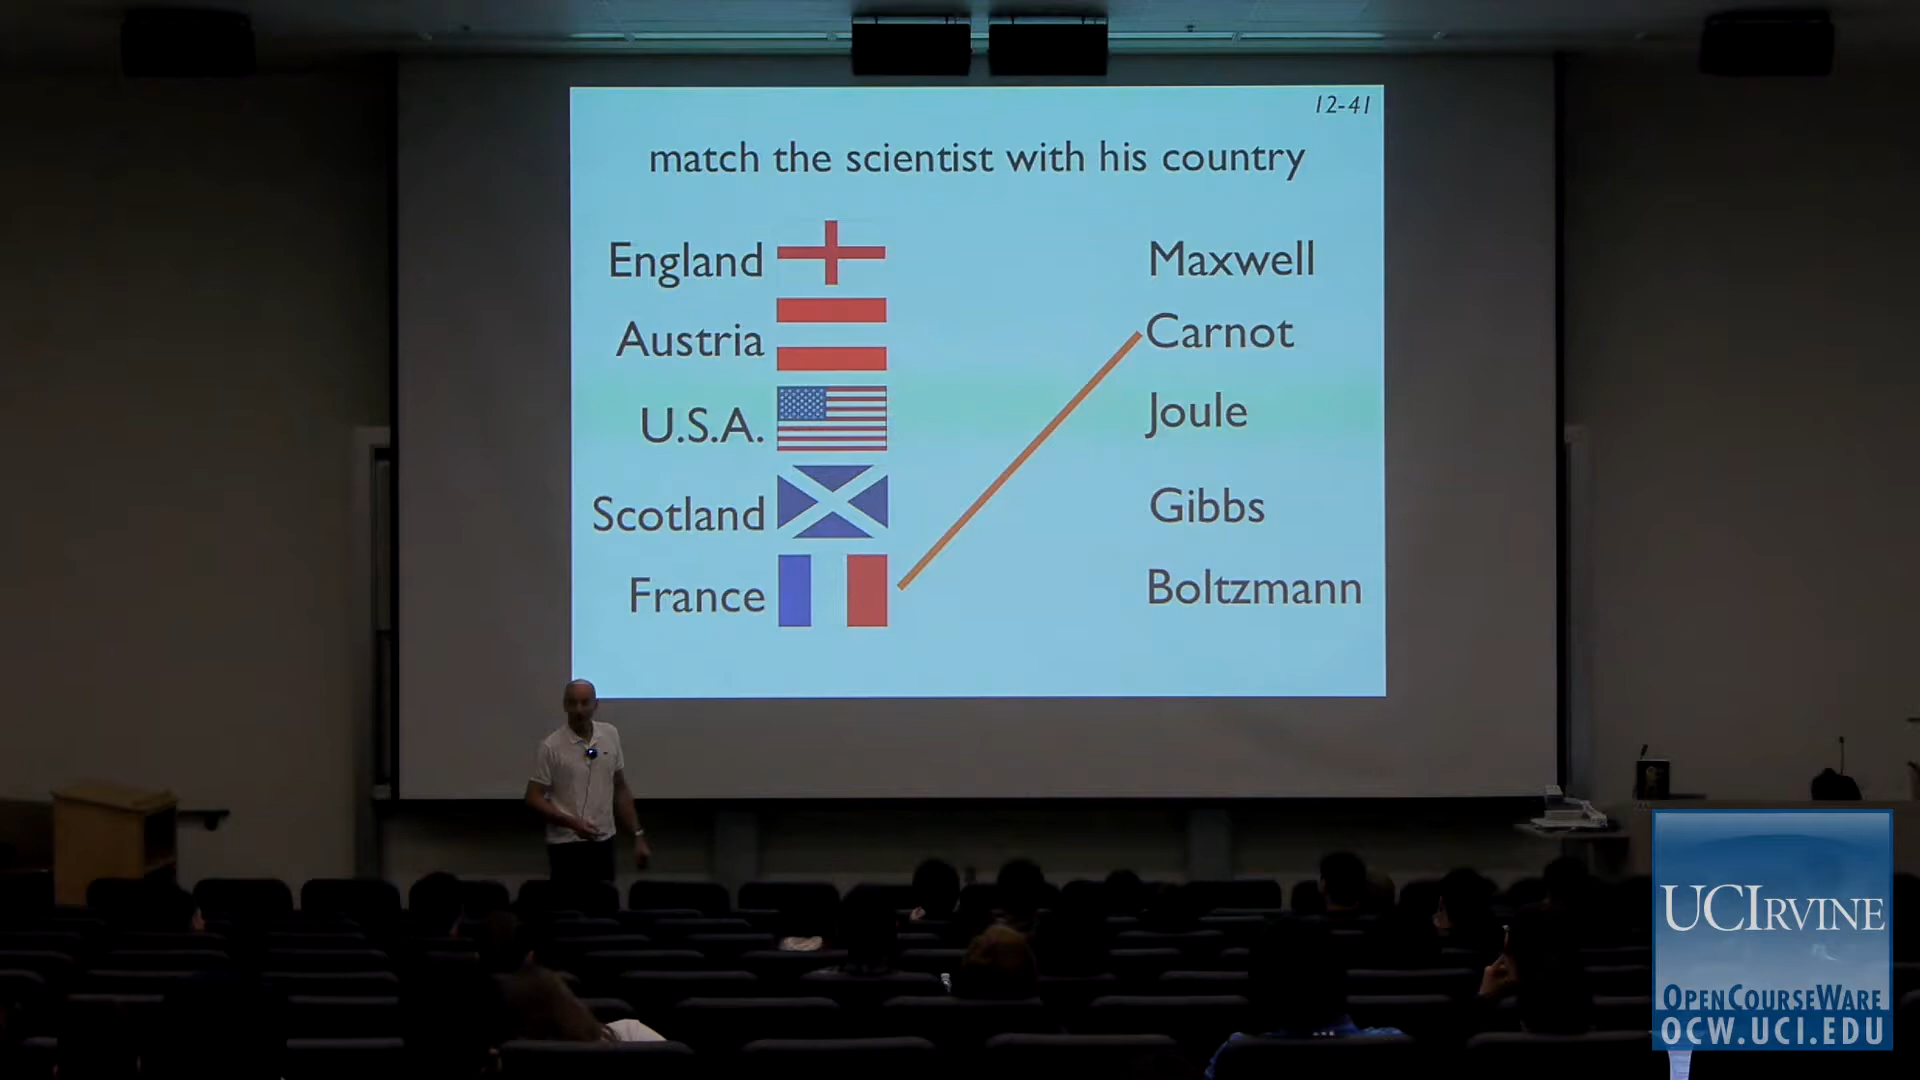 12-41
match the scientist with his country
England
Maxwell
Austria
Carnot
U.S.A.
Joule
Scotland
Gibbs
France
Boltzmann
UCIRVINE
OPENCOURSEWARE
OCW.UCI.EDU